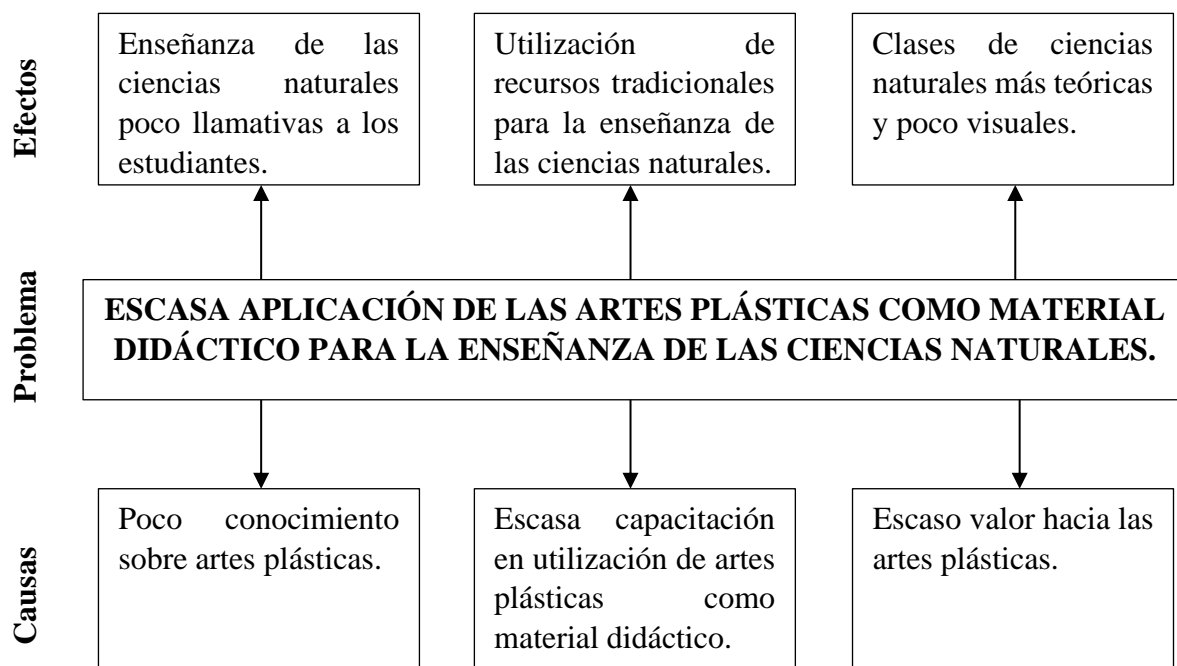 Efectos
Enseñanza de las
ciencias naturales
poco llamativas a los
estudiantes.
Utilización de
recursos tradicionales
para la enseñanza de
las ciencias naturales.
Clases de ciencias
naturales más teóricas
y poco visuales.
Problema
ESCASA APLICACIÓN DE LAS ARTES PLÁSTICAS COMO MATERIAL
DIDÁCTICO PARA LA ENSEÑANZA DE LAS CIENCIAS NATURALES.
Causas
Poco conocimiento
sobre artes plásticas.
Escasa capacitación
en utilización de artes
plásticas como
material didáctico.
Escaso valor hacia las
artes plásticas.